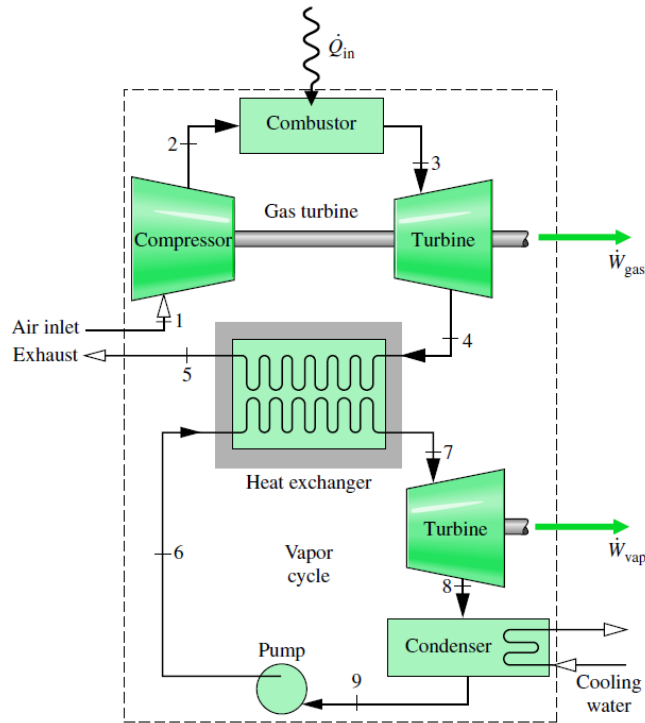 Q̇in
Combustor
2
3
Gas turbine
Compressor
Turbine
Ẇgas
1
Air inlet
Exhaust
5
4
7
Heat exchanger
Turbine
Ẇvap
6
Vapor
cycle
8
Pump
Condenser
9
Cooling
water